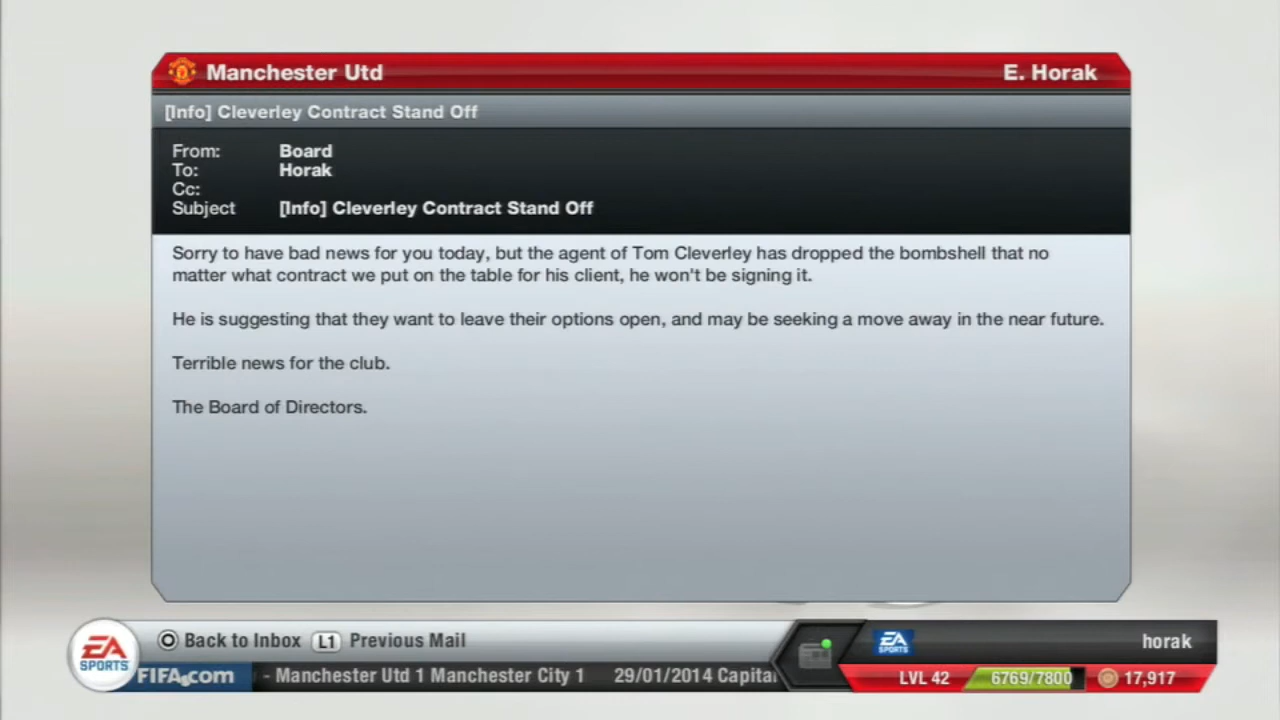 Manchester Utd
E. Horak
[Info] Cleverley Contract Stand Off
From: Board
To: Horak
Cc:
Subject [Info] Cleverley Contract Stand Off
Sorry to have bad news for you today, but the agent of Tom Cleverley has dropped the bombshell that no
matter what contract we put on the table for his client, he won't be signing it.
He is suggesting that they want to leave their options open, and may be seeking a move away in the near future.
Terrible news for the club.
The Board of Directors.
Back to Inbox L1 Previous Mail
EA SPORTS
EA SPORTS
horak
FIFA.com
- Manchester Utd 1 Manchester City 1 29/01/2014 Capital
LVL 42 6769/7800 17,917